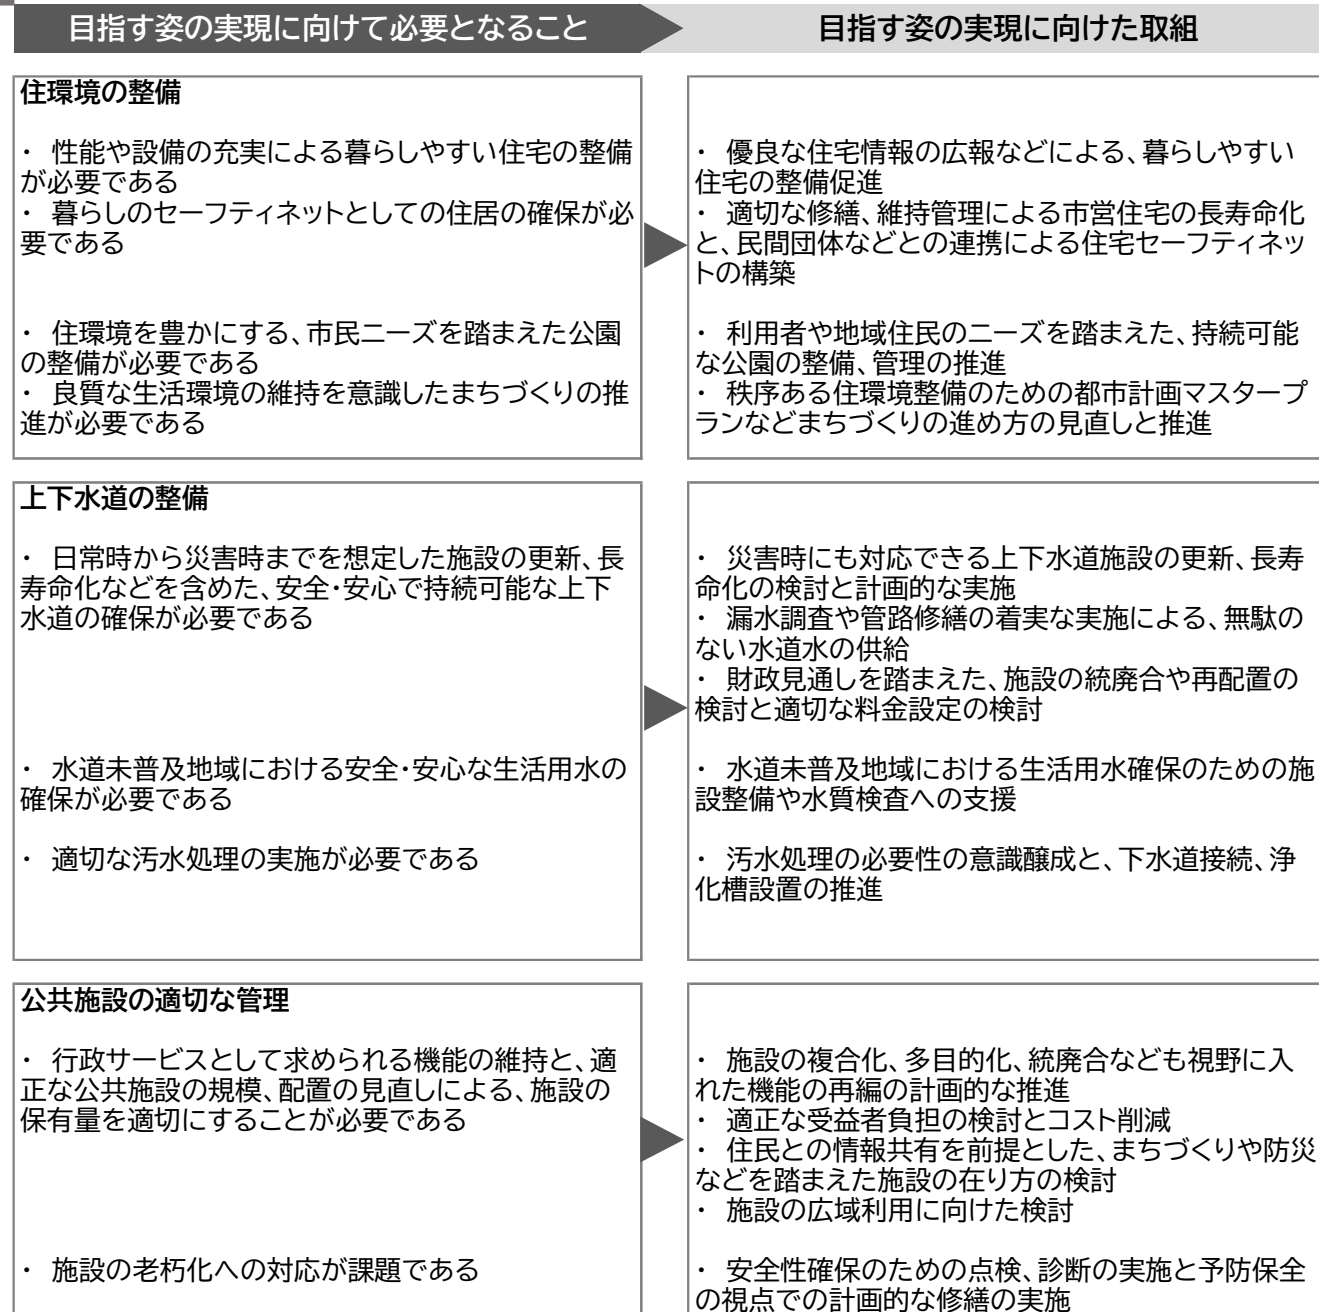 目指す姿の実現に向けて必要となること
目指す姿の実現に向けた取組
住環境の整備
・ 性能や設備の充実による暮らしやすい住宅の整備
が必要である
・ 暮らしのセーフティネットとしての住居の確保が必
要である
・ 住環境を豊かにする、市民ニーズを踏まえた公園
の整備が必要である
・ 良質な生活環境の維持を意識したまちづくりの推
進が必要である
・ 優良な住宅情報の広報などによる、暮らしやすい
住宅の整備促進
・ 適切な修繕、維持管理による市営住宅の長寿命化
と、民間団体などとの連携による住宅セーフティネッ
トの構築
・ 利用者や地域住民のニーズを踏まえた、持続可能
な公園の整備、管理の推進
・ 秩序ある住環境整備のための都市計画マスタープ
ランなどまちづくりの進め方の見直しと推進
上下水道の整備
・ 日常時から災害時までを想定した施設の更新、長
寿命化などを含めた、安全・安心で持続可能な上下
水道の確保が必要である
・ 水道未普及地域における安全・安心な生活用水の
確保が必要である
・ 適切な汚水処理の実施が必要である
・ 災害時にも対応できる上下水道施設の更新、長寿
命化の検討と計画的な実施
・ 漏水調査や管路修繕の着実な実施による、無駄の
ない水道水の供給
・ 財政見通しを踏まえた、施設の統廃合や再配置の
検討と適切な料金設定の検討
・ 水道未普及地域における生活用水確保のための施
設整備や水質検査への支援
・ 汚水処理の必要性の意識醸成と、下水道接続、浄
化槽設置の推進
公共施設の適切な管理
・ 行政サービスとして求められる機能の維持と、適
正な公共施設の規模、配置の見直しによる、施設の
保有量を適切にすることが必要である
・ 施設の老朽化への対応が課題である
・ 施設の複合化、多目的化、統廃合なども視野に入
れた機能の再編の計画的な推進
・ 適正な受益者負担の検討とコスト削減
・ 住民との情報共有を前提とした、まちづくりや防災
などを踏まえた施設の在り方の検討
・ 施設の広域利用に向けた検討
・ 安全性確保のための点検、診断の実施と予防保全
の視点での計画的な修繕の実施